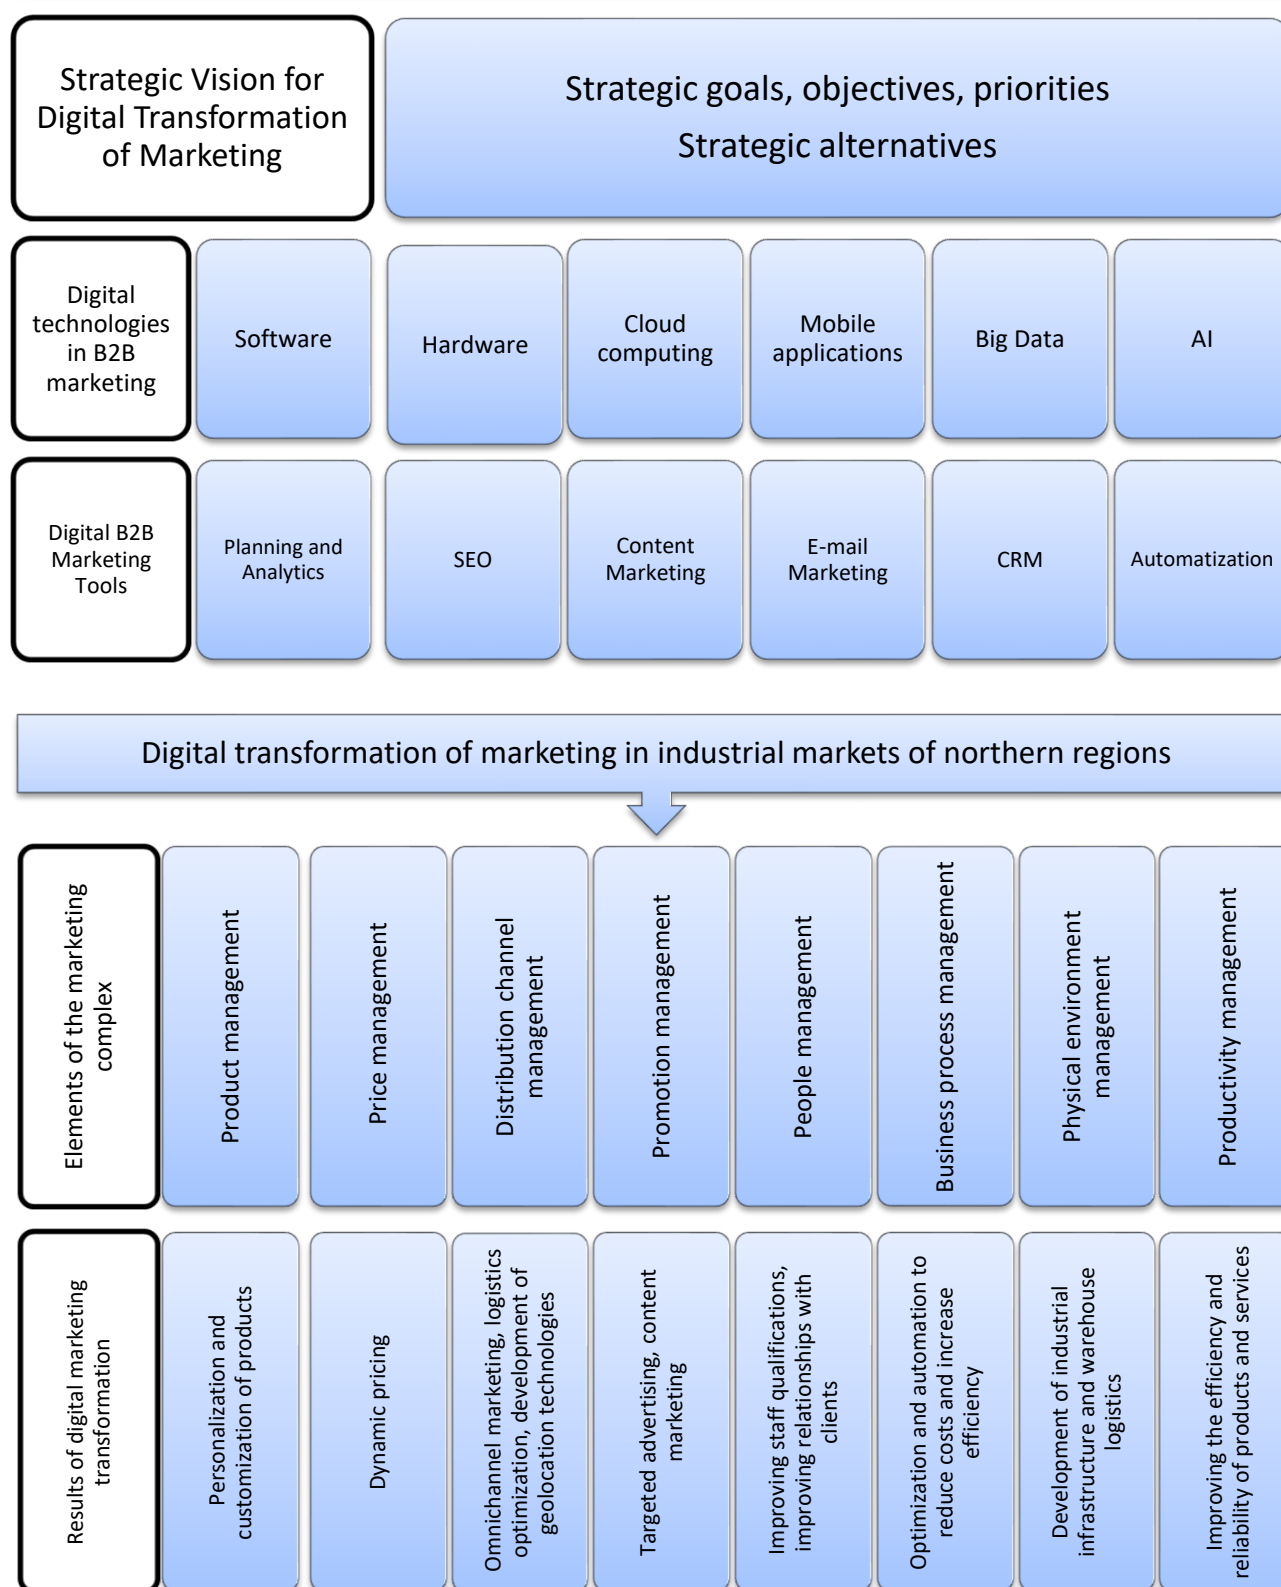 Strategic Vision for
Digital Transformation
of Marketing
Strategic goals, objectives, priorities
Strategic alternatives
Digital
technologies
in B2B
marketing
Software
Hardware
Cloud
computing
Mobile
applications
Big Data
AI
Digital B2B
Marketing
Tools
Planning and
Analytics
SEO
Content
Marketing
E-mail
Marketing
CRM
Automatization
Digital transformation of marketing in industrial markets of northern regions
Elements of the marketing
complex
Product management
Price management
Distribution channel
management
Promotion management
People management
Business process management
Physical environment
management
Productivity management
Results of digital marketing
transformation
Personalization and
customization of products
Dynamic pricing
Omnichannel marketing, logistics
optimization, development of
geolocation technologies
Targeted advertising, content
marketing
Improving staff qualifications,
improving relationships with
clients
Optimization and automation to
reduce costs and increase
efficiency
Development of industrial
infrastructure and warehouse
logistics
Improving the efficiency and
reliability of products and services